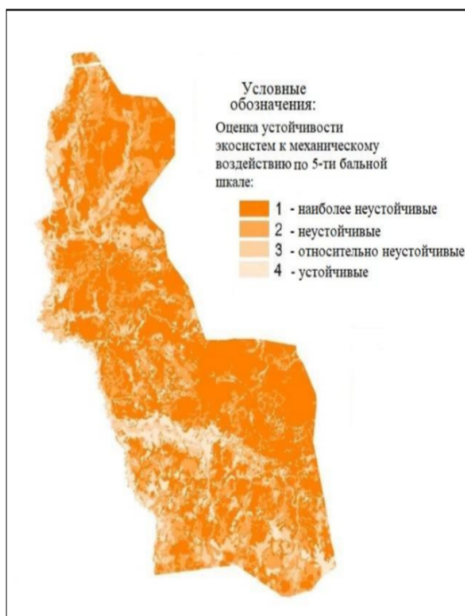 Условные
обозначения:
Оценка устойчивости
экосистем к механическому
воздействию по 5-ти бальной
шкале:
1 - наиболее неустойчивые
2 - неустойчивые
3 - относительно неустойчивые
4 - устойчивые